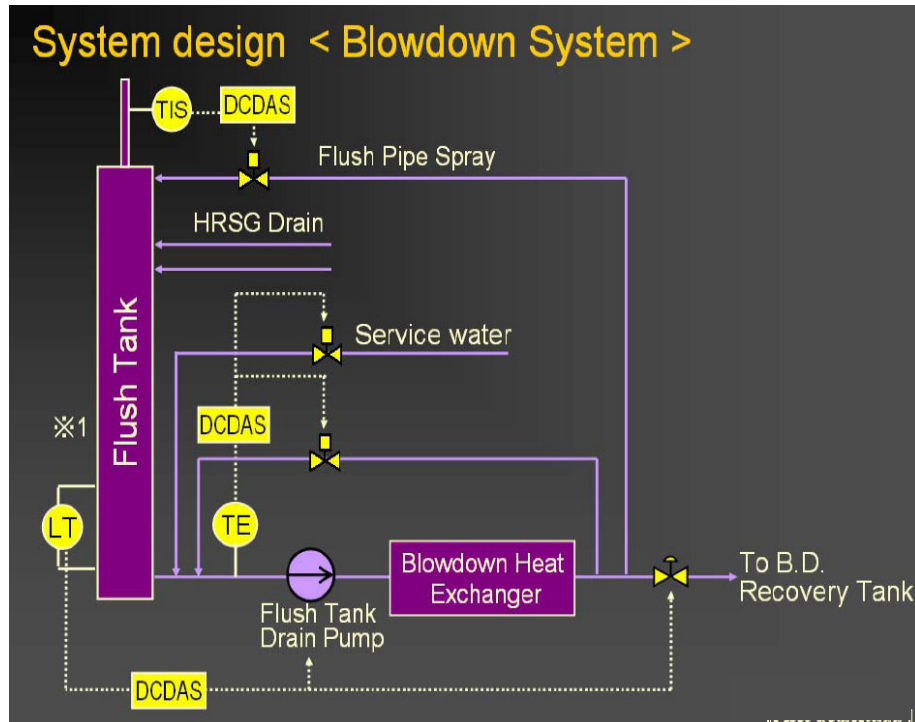 System design < Blowdown System >
TIS
DCDAS
Flush Pipe Spray
HRSG Drain
Flush Tank
Service water
※1
DCDAS
LT
TE
Blowdown Heat
Exchanger
To B.D.
Recovery Tank
Flush Tank
Drain Pump
DCDAS